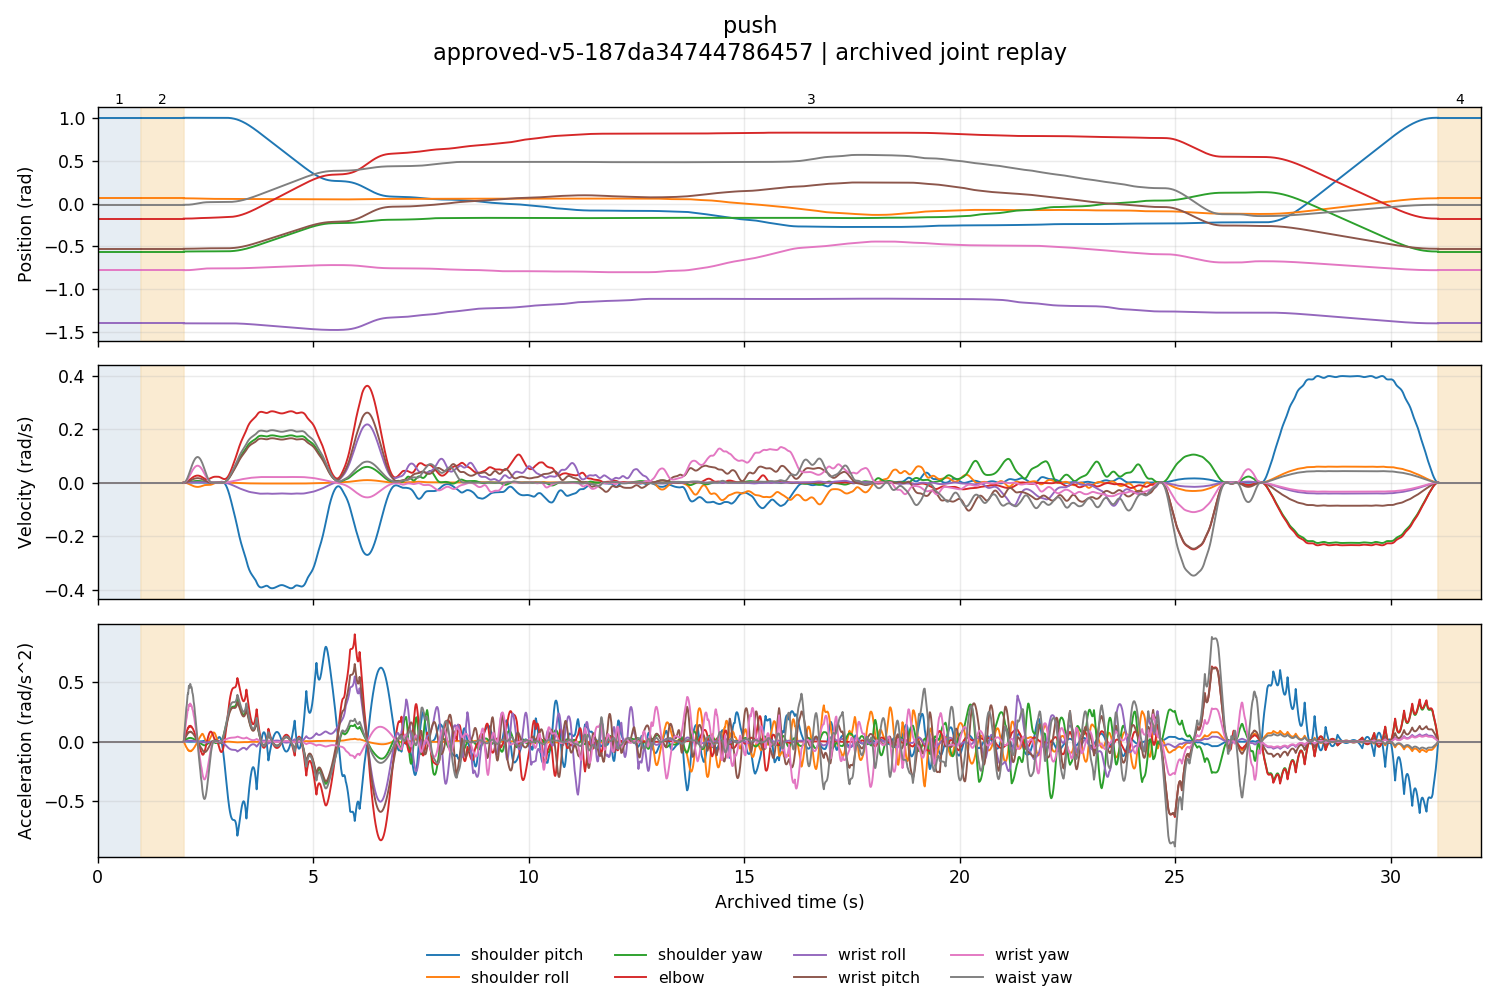 push
approved-v5-187da34744786457 | archived joint replay
1 2 3 4
1.0
0.5
0.0
−0.5
−1.0
−1.5
Position (rad)
0.4
0.2
0.0
−0.2
−0.4
Velocity (rad/s)
0.5
0.0
−0.5
Acceleration (rad/s^2)
0 5 10 15 20 25 30
Archived time (s)
shoulder pitch shoulder yaw wrist roll wrist yaw
shoulder roll elbow wrist pitch waist yaw